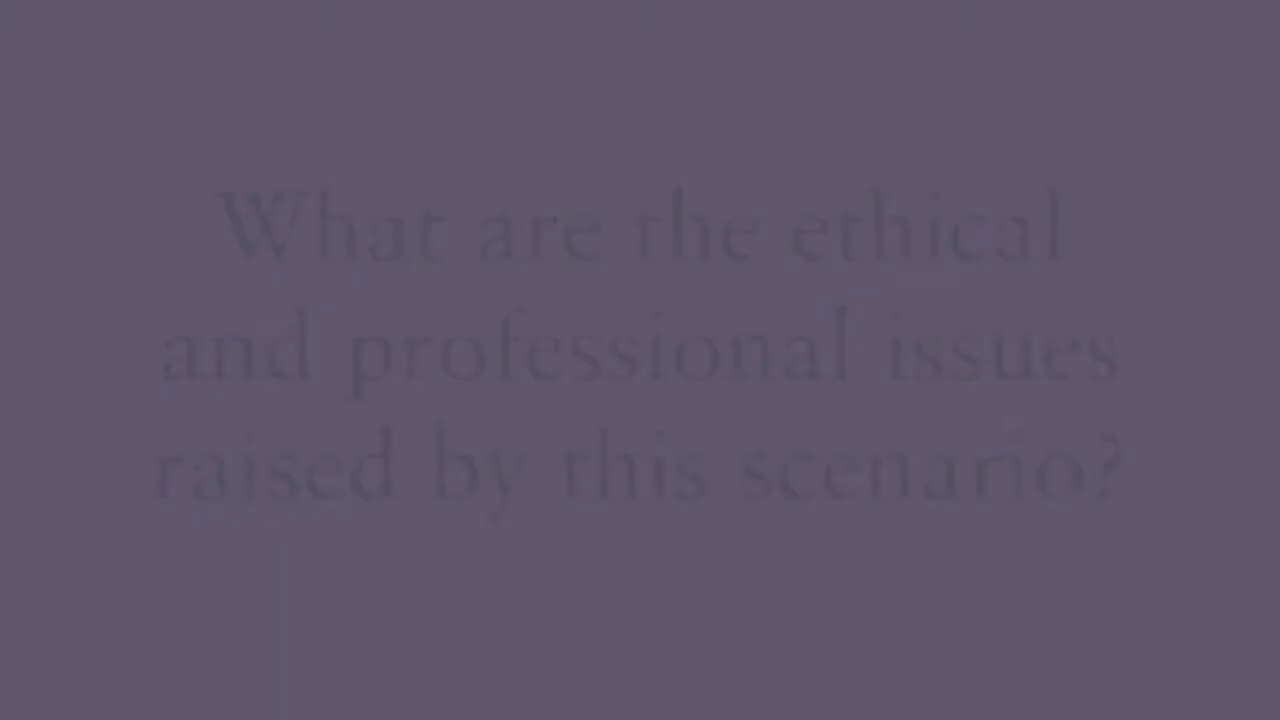 What are the ethical
and professional issues
raised by this scenario?